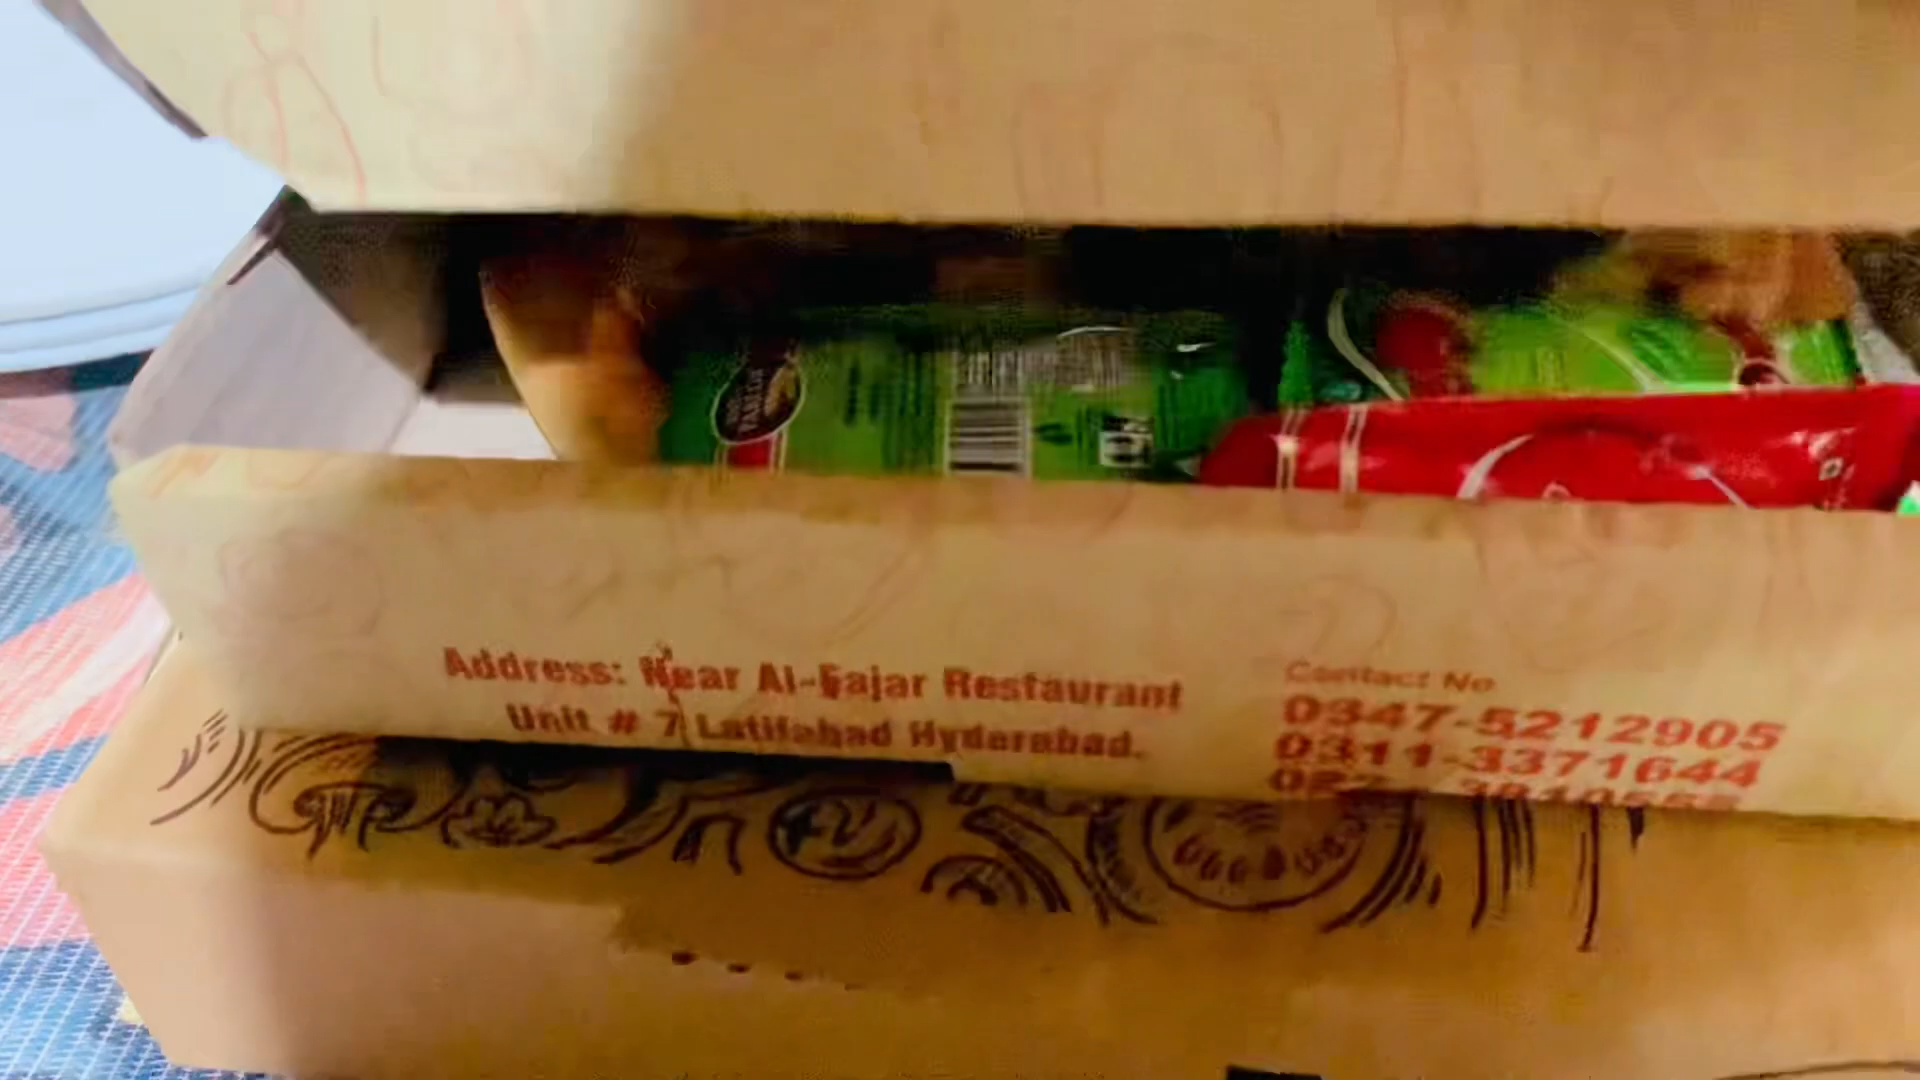 Address: Near Al-Fajar Restaurant
Unit # 7 Latifabad Hyderabad.
Contact No
0347-5212905
0311-3371644